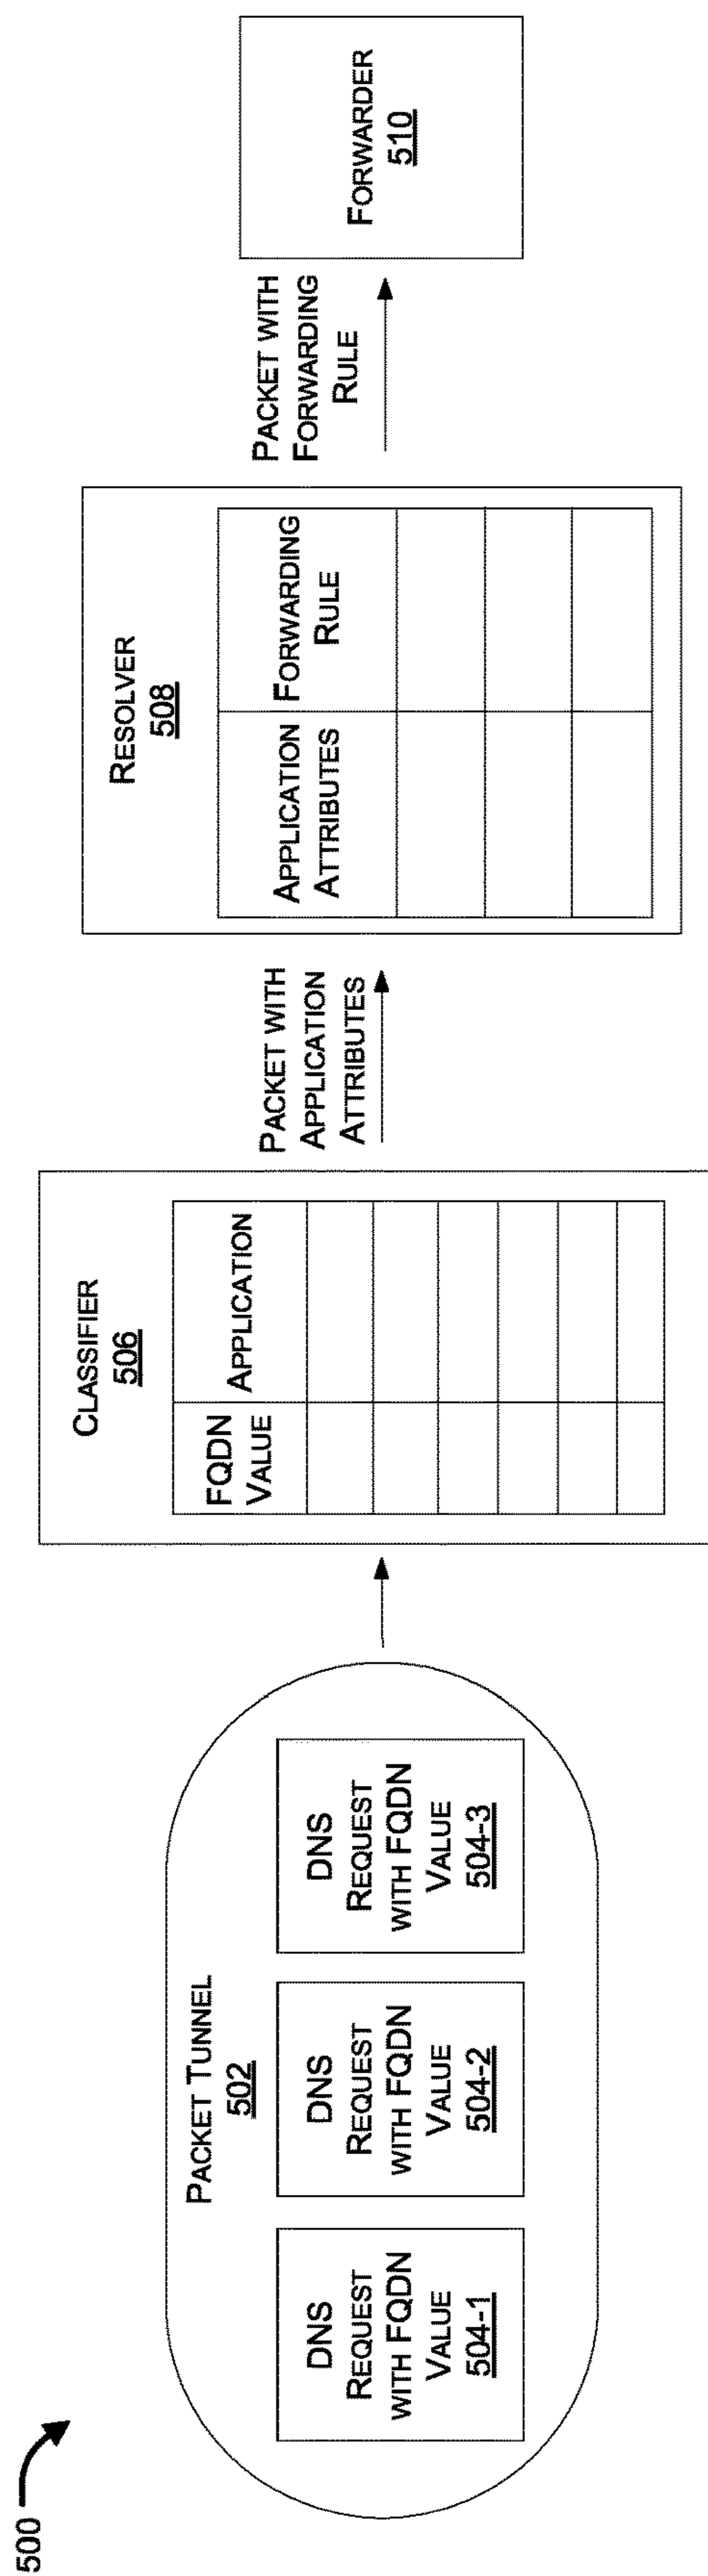 500
PACKET TUNNEL
502
DNS
REQUEST
WITH FQDN
VALUE
504-1
DNS
REQUEST
WITH FQDN
VALUE
504-2
DNS
REQUEST
WITH FQDN
VALUE
504-3
CLASSIFIER
506
FQDN
VALUE
APPLICATION
PACKET WITH
APPLICATION
ATTRIBUTES
RESOLVER
508
APPLICATION
ATTRIBUTES
FORWARDING
RULE
PACKET WITH
FORWARDING
RULE
FORWARDER
510